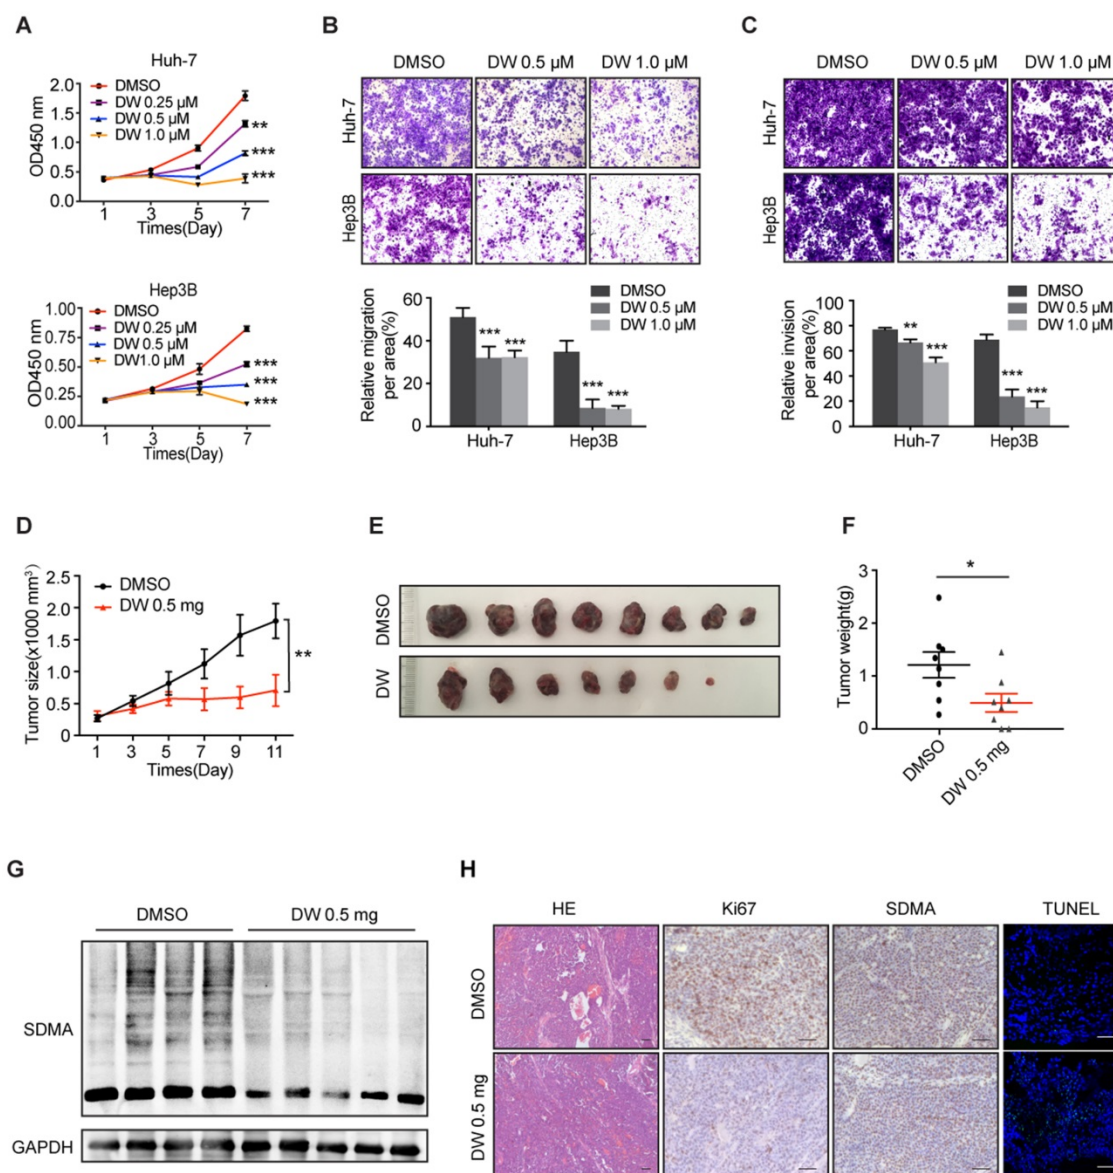 A
Huh-7
OD450 nm
2.0
1.5
1.0
0.5
0.0
DMSO
DW 0.25 µM
DW 0.5 µM
DW 1.0 µM
**
***
***
1 3 5 7
Times(Day)
Hep3B
OD450 nm
1.00
0.75
0.50
0.25
0.00
DMSO
DW 0.25 µM
DW 0.5 µM
DW1.0 µM
***
***
***
1 3 5 7
Times(Day)
B
DMSO DW 0.5 µM DW 1.0 µM
Huh-7
Hep3B
Relative migration
per area(%)
60
40
20
0
DMSO
DW 0.5 µM
DW 1.0 µM
*** ***
*** ***
Huh-7 Hep3B
C
DMSO DW 0.5 µM DW 1.0 µM
Huh-7
Hep3B
Relative invision
per area(%)
100
80
60
40
20
0
DMSO
DW 0.5 µM
DW 1.0 µM
** ***
*** ***
Huh-7 Hep3B
D
Tumor size(x1000 mm³)
2.5
2.0
1.5
1.0
0.5
0
DMSO
DW 0.5 mg
**
1 3 5 7 9 11
Times(Day)
E
DMSO
DW
F
Tumor weight(g)
3
2
1
0
*
DMSO
DW 0.5 mg
G
DMSO DW 0.5 mg
SDMA
GAPDH
H
HE Ki67 SDMA TUNEL
DMSO
DW 0.5 mg